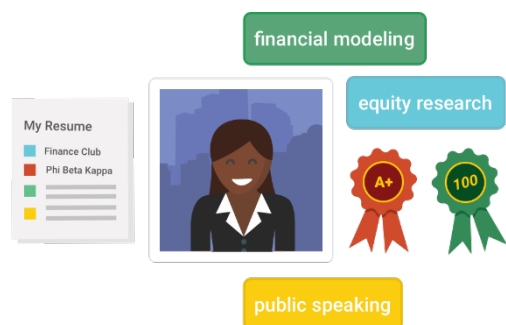 financial modeling
equity research
My Resume
Finance Club
Phi Beta Kappa
A+
100
public speaking